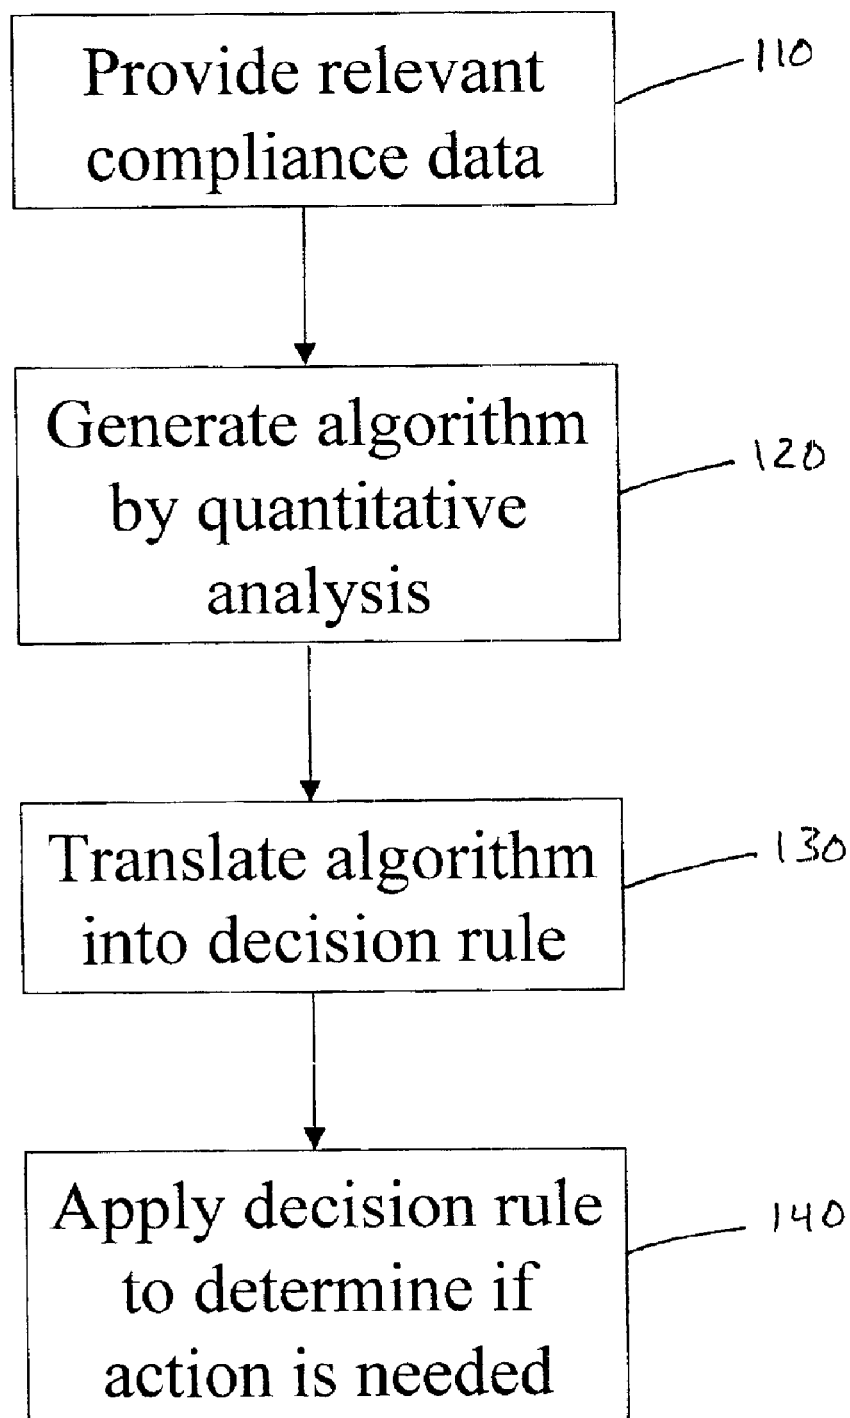 Provide relevant
compliance data
110
Generate algorithm
by quantitative
analysis
120
Translate algorithm
into decision rule
130
Apply decision rule
to determine if
action is needed
140